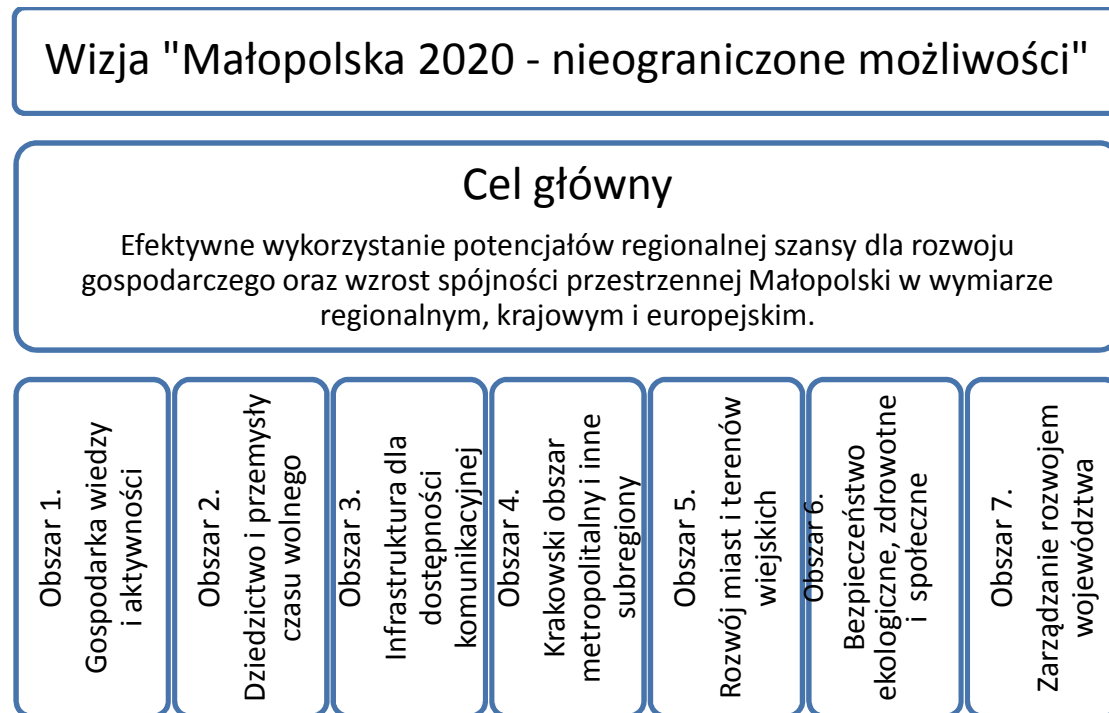 Wizja "Małopolska 2020 - nieograniczone możliwości"
Cel główny
Efektywne wykorzystanie potencjałów regionalnej szansy dla rozwoju
gospodarczego oraz wzrost spójności przestrzennej Małopolski w wymiarze
regionalnym, krajowym i europejskim.
Obszar 1.
Gospodarka wiedzy
i aktywności
Obszar 2.
Dziedzictwo i przemysły
czasu wolnego
Obszar 3.
Infrastruktura dla
dostępności
komunikacyjnej
Obszar 4.
Krakowski obszar
metropolitalny i inne
subregiony
Obszar 5.
Rozwój miast i terenów
wiejskich
Obszar 6.
Bezpieczeństwo
ekologiczne, zdrowotne
i społeczne
Obszar 7.
Zarządzanie rozwojem
województwa